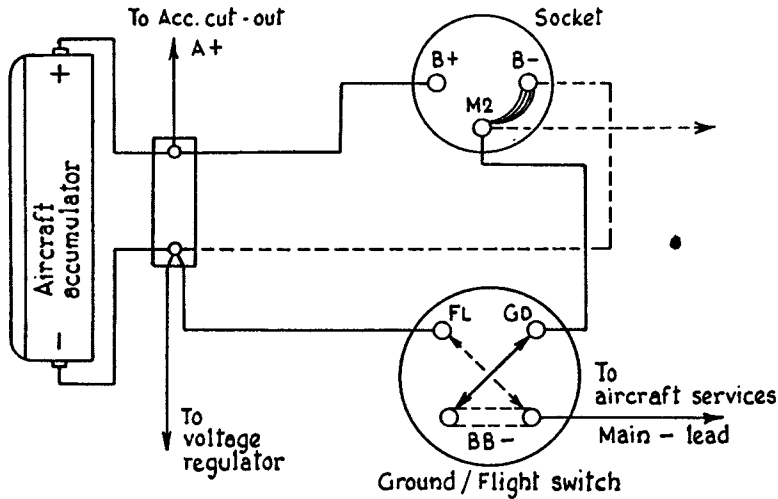 To Acc. cut-out
A+
Socket
B+
B-
M2
+
Aircraft
accumulator
-
FL
GD
To
aircraft services
Main - lead
BB-
To
voltage
regulator
Ground / Flight switch